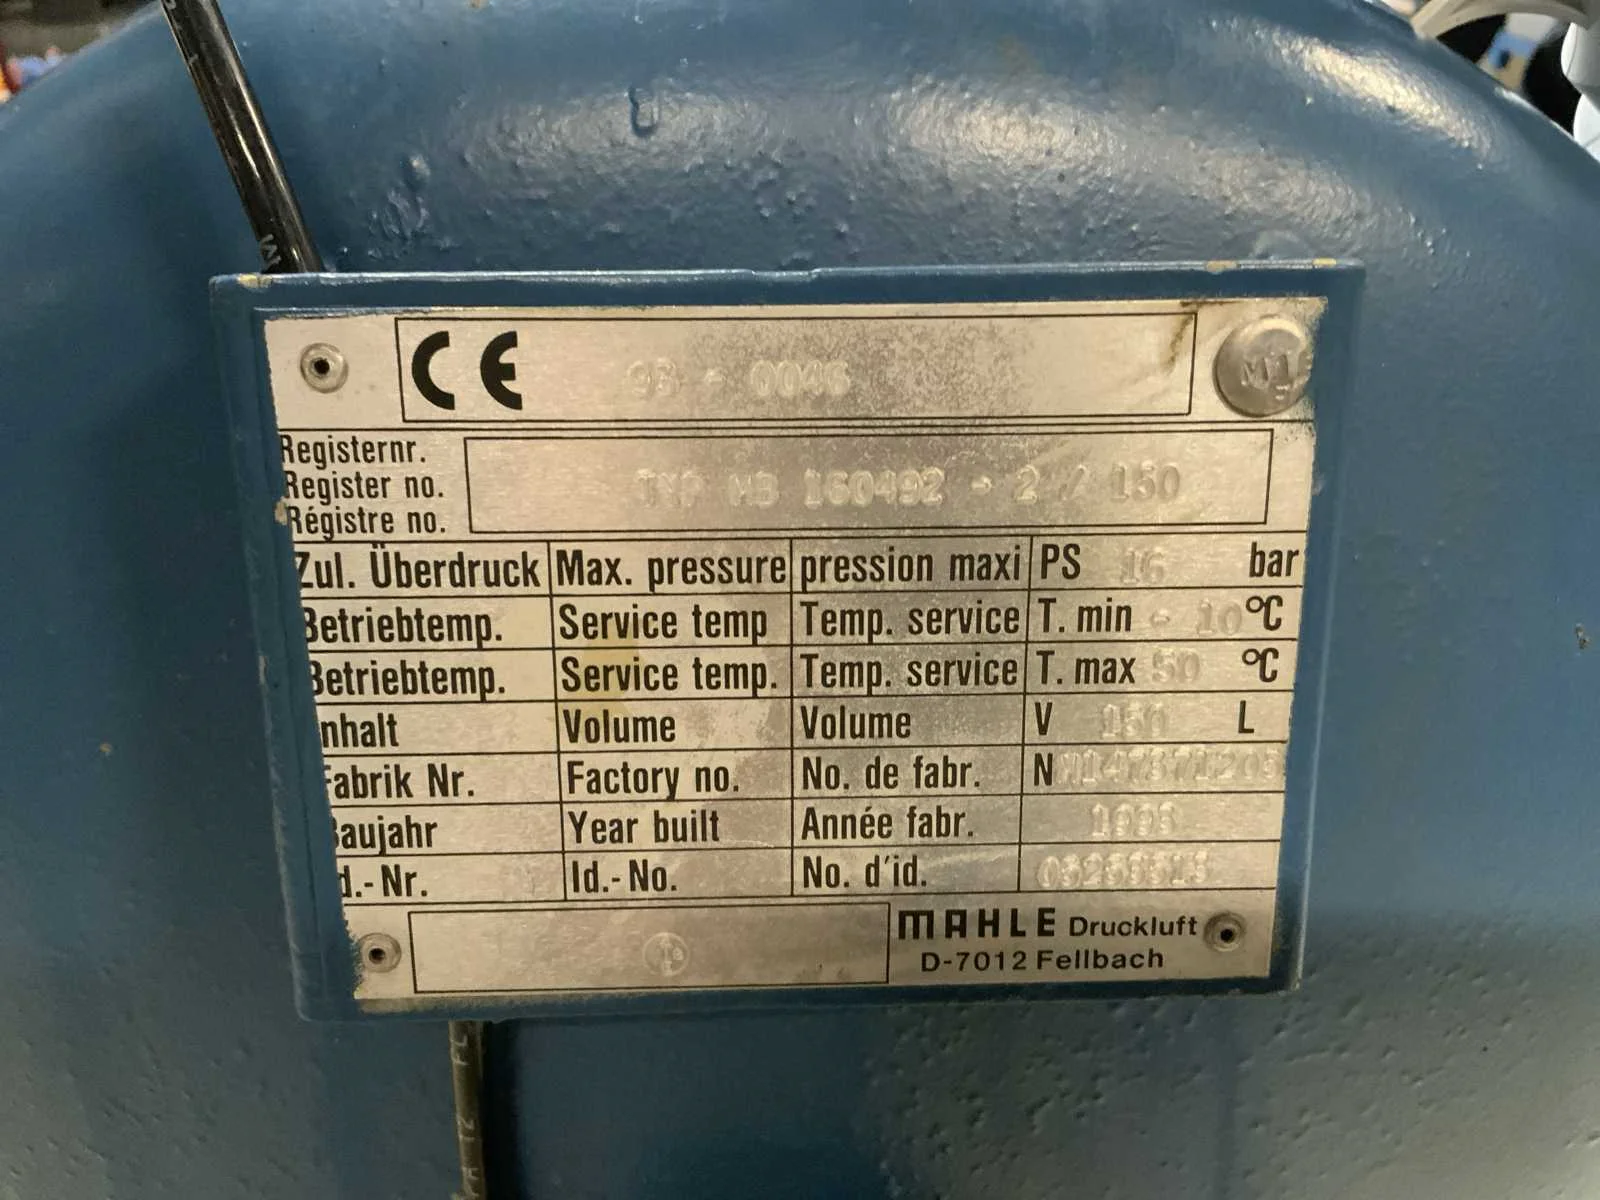 CE 0046
Registernr.
Register no.
Régistre no.
TYP MB 160492 - 2 / 150
Zul. Überdruck Max. pressure pression maxi PS 16 bar
Betriebtemp. Service temp Temp. service T. min - 10 °C
Betriebtemp. Service temp. Temp. service T. max 50 °C
nhalt Volume Volume V 150 L
abrik Nr. Factory no. No. de fabr. N
aujahr Year built Année fabr.
d.-Nr. Id.-No. No. d'id.
MAHLE Druckluft
D-7012 Fellbach